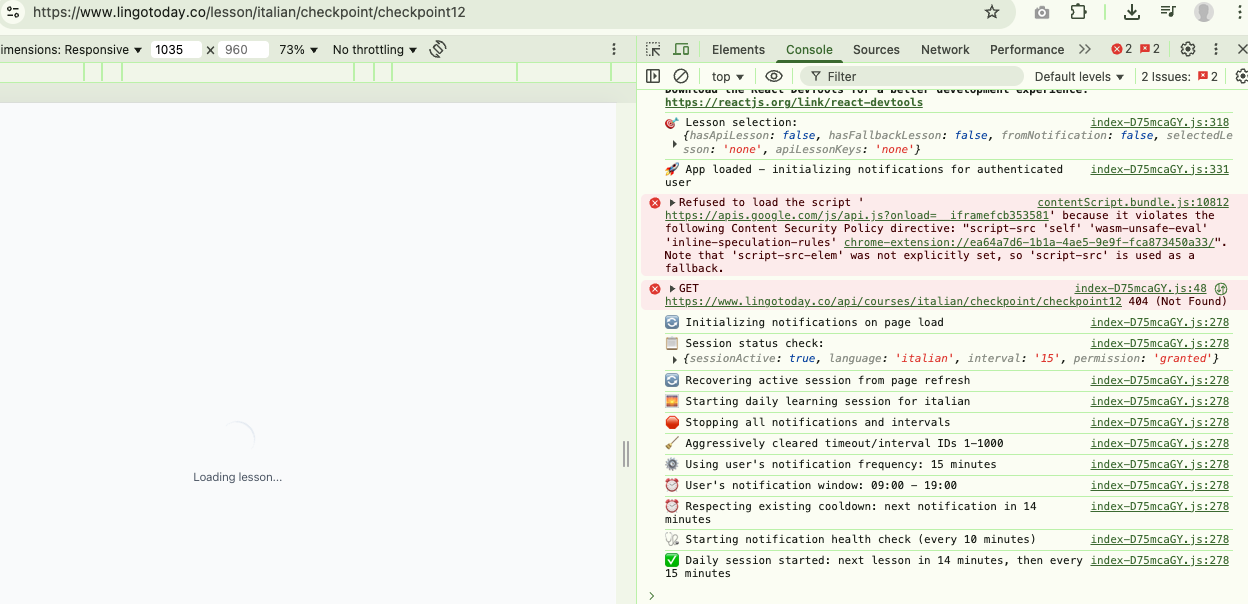 https://www.lingotoday.co/lesson/italian/checkpoint/checkpoint12
imensions: Responsive ▼ 1035 × 960 73% ▼ No throttling ▼
Elements Console Sources Network Performance >> 2 2
top ▼ Filter Default levels ▼ 2 Issues: 2
Download the React DevTools for a better development experience:
https://reactjs.org/link/react-devtools
🎯 Lesson selection: index-D75mcaGY.js:318
{hasApiLesson: false, hasFallbackLesson: false, fromNotification: false, selectedLe
sson: 'none', apiLessonKeys: 'none'}
🚀 App loaded – initializing notifications for authenticated index-D75mcaGY.js:331
user
Refused to load the script ' contentScript.bundle.js:10812
https://apis.google.com/js/api.js?onload=__iframefcb353581' because it violates the
following Content Security Policy directive: "script-src 'self' 'wasm-unsafe-eval'
'inline-speculation-rules' chrome-extension://ea64a7d6-1b1a-4ae5-9e9f-fca873450a33/".
Note that 'script-src-elem' was not explicitly set, so 'script-src' is used as a
fallback.
GET index-D75mcaGY.js:48
https://www.lingotoday.co/api/courses/italian/checkpoint/checkpoint12 404 (Not Found)
🔄 Initializing notifications on page load index-D75mcaGY.js:278
📋 Session status check: index-D75mcaGY.js:278
{sessionActive: true, language: 'italian', interval: '15', permission: 'granted'}
🔄 Recovering active session from page refresh index-D75mcaGY.js:278
🌅 Starting daily learning session for italian index-D75mcaGY.js:278
🛑 Stopping all notifications and intervals index-D75mcaGY.js:278
🧹 Aggressively cleared timeout/interval IDs 1-1000 index-D75mcaGY.js:278
⚙️ Using user's notification frequency: 15 minutes index-D75mcaGY.js:278
⏰ User's notification window: 09:00 – 19:00 index-D75mcaGY.js:278
⏰ Respecting existing cooldown: next notification in 14 index-D75mcaGY.js:278
minutes
🩺 Starting notification health check (every 10 minutes) index-D75mcaGY.js:278
✅ Daily session started: next lesson in 14 minutes, then every index-D75mcaGY.js:278
15 minutes
Loading lesson...